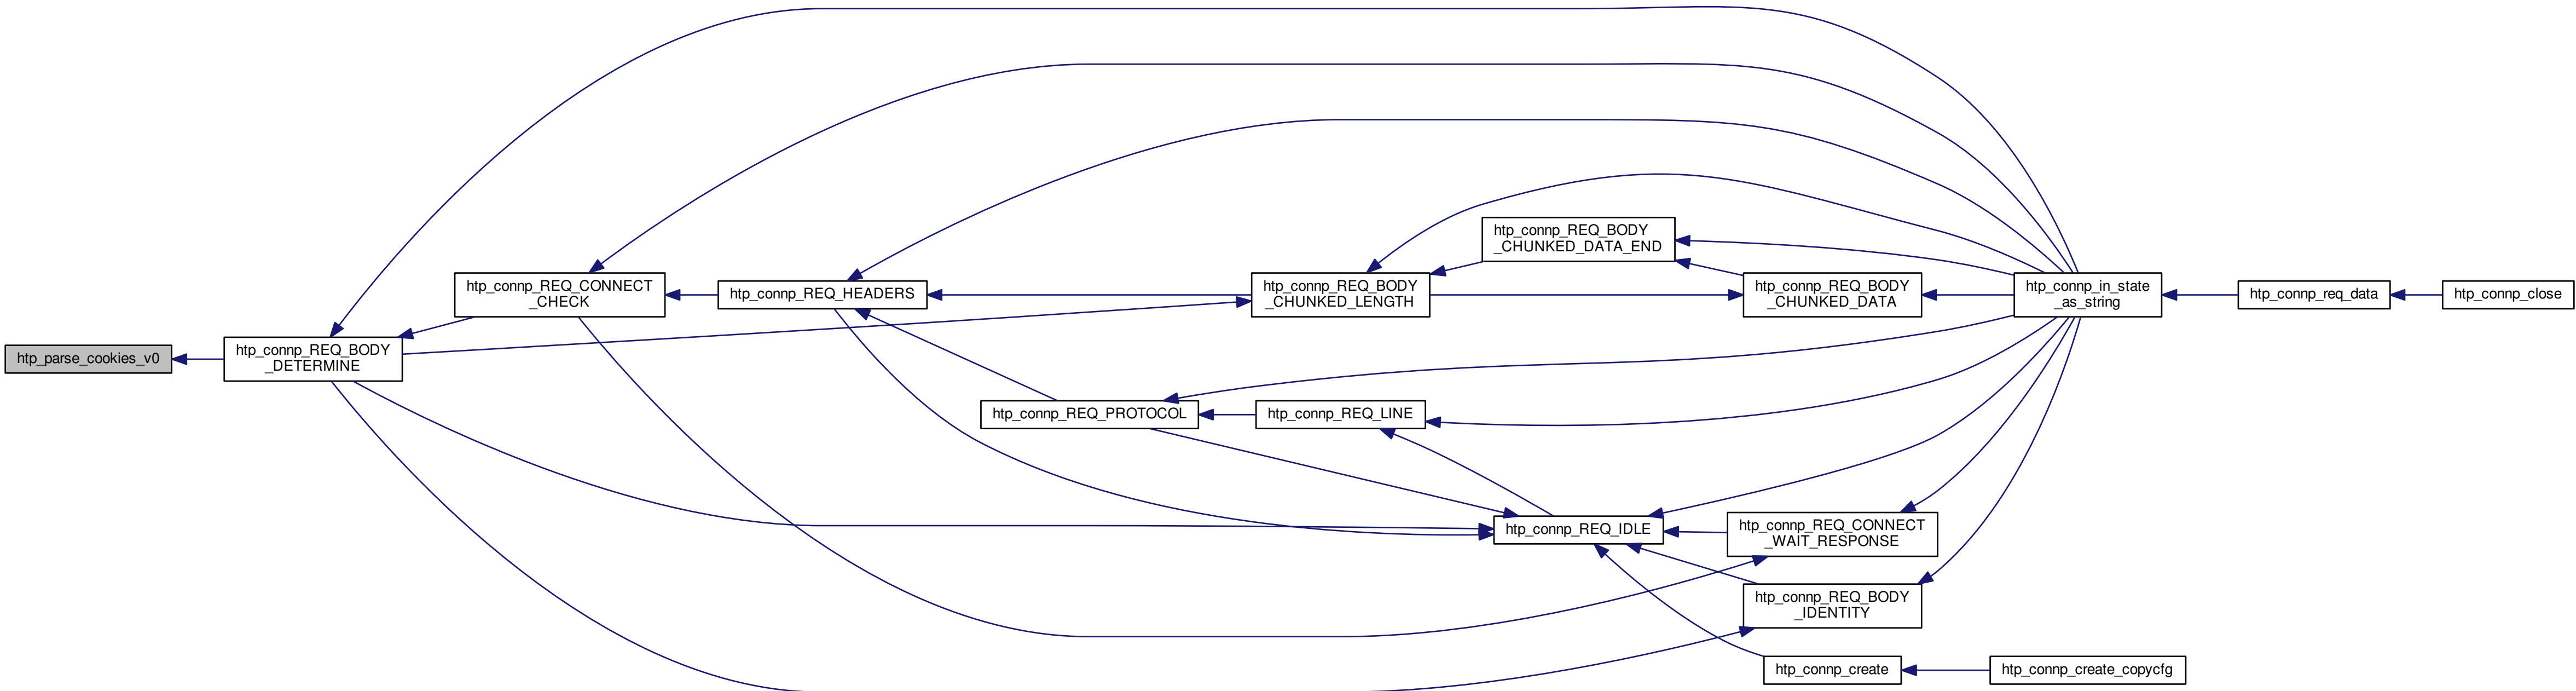 htp_connp_REQ_BODY
_CHUNKED_DATA_END
htp_connp_REQ_CONNECT
_CHECK
htp_connp_REQ_HEADERS
htp_connp_REQ_BODY
_CHUNKED_LENGTH
htp_connp_REQ_BODY
_CHUNKED_DATA
htp_connp_in_state
_as_string
htp_connp_req_data
htp_connp_close
htp_parse_cookies_v0
htp_connp_REQ_BODY
_DETERMINE
htp_connp_REQ_PROTOCOL
htp_connp_REQ_LINE
htp_connp_REQ_IDLE
htp_connp_REQ_CONNECT
_WAIT_RESPONSE
htp_connp_REQ_BODY
_IDENTITY
htp_connp_create
htp_connp_create_copycfg